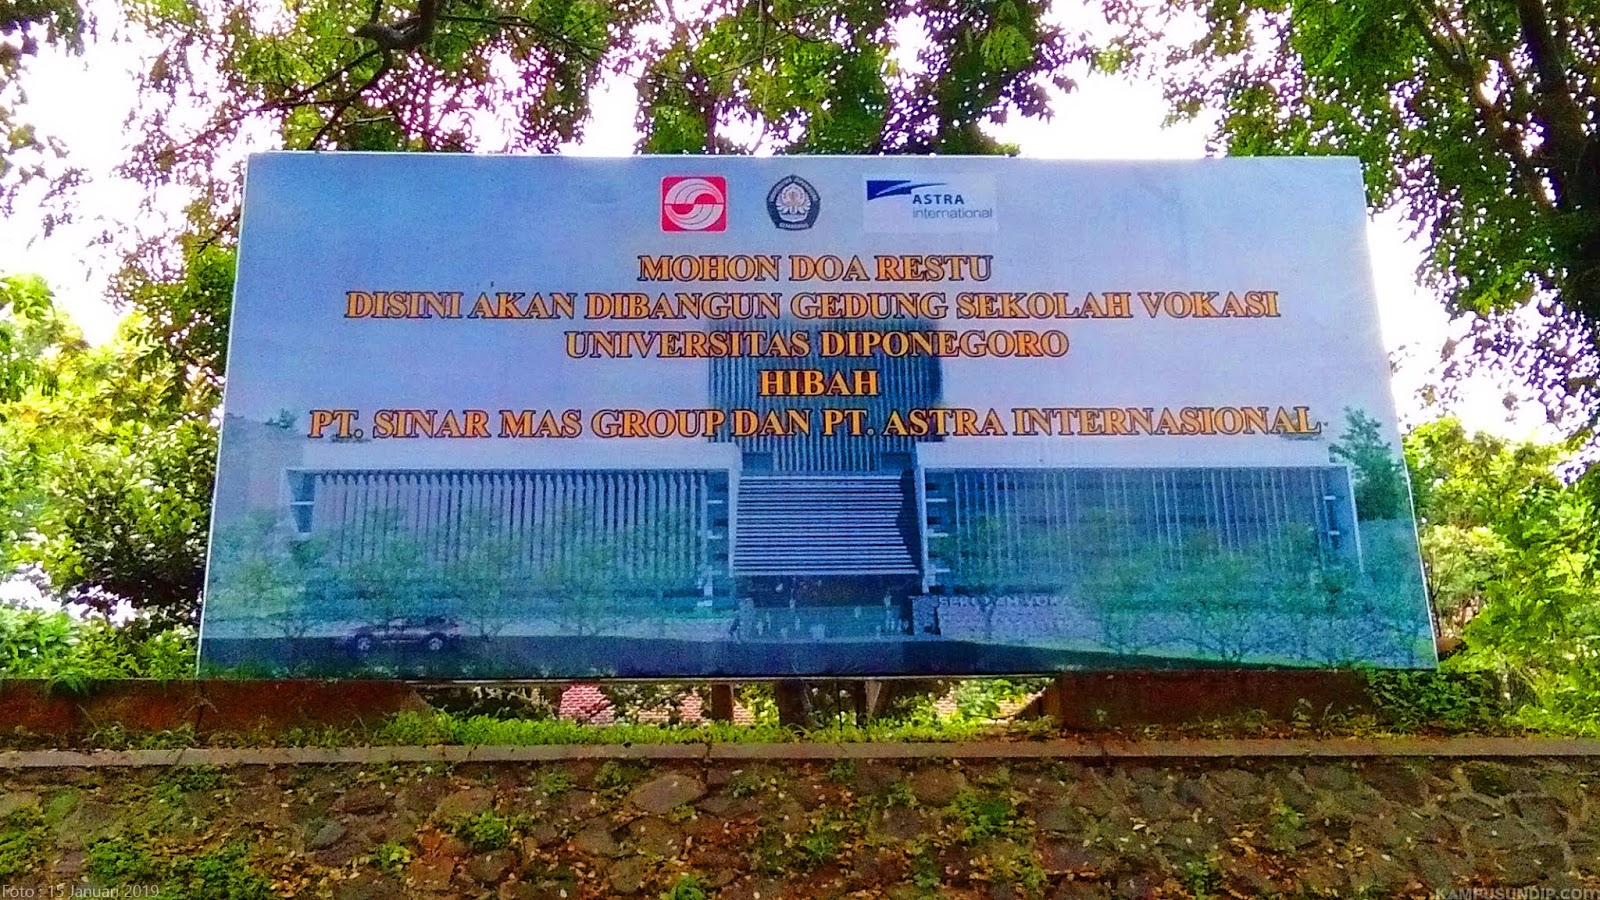 ASTRA
international
MOHON DOA RESTU
DISINI AKAN DIBANGUN GEDUNG SEKOLAH VOKASI
UNIVERSITAS DIPONEGORO
HIBAH
PT. SINAR MAS GROUP DAN PT. ASTRA INTERNASIONAL
Foto : 15 Januari 2019
KAMPUSUNDIP.com